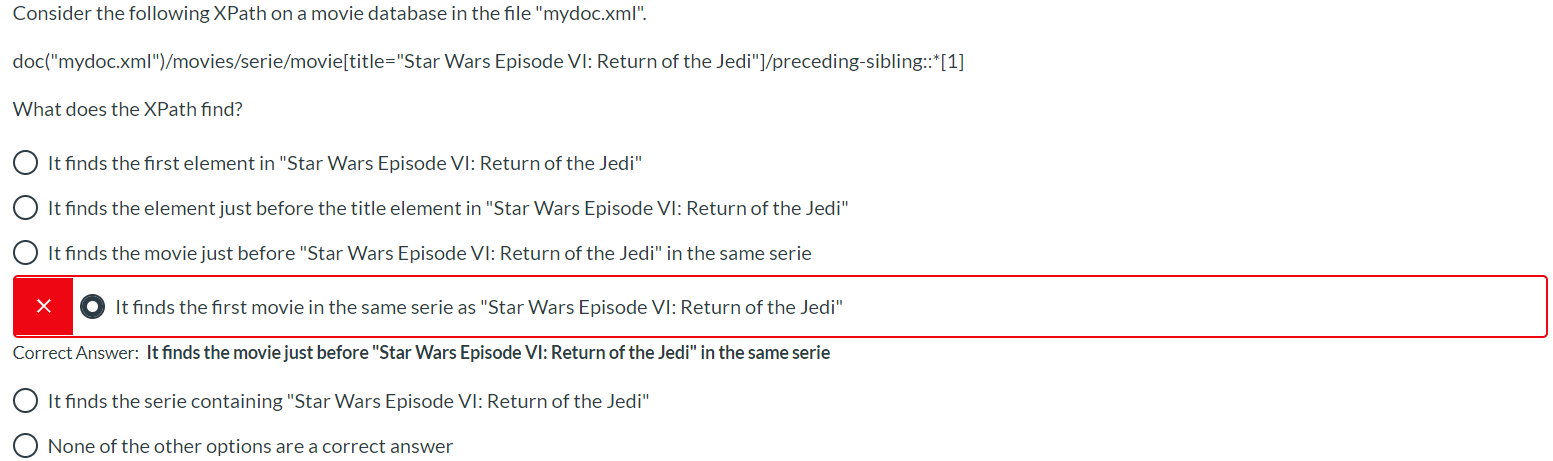 Consider the following XPath on a movie database in the file "mydoc.xml".
doc("mydoc.xml")/movies/serie/movie[title="Star Wars Episode VI: Return of the Jedi"]/preceding-sibling::*[1]
What does the XPath find?
It finds the first element in "Star Wars Episode VI: Return of the Jedi"
It finds the element just before the title element in "Star Wars Episode VI: Return of the Jedi"
It finds the movie just before "Star Wars Episode VI: Return of the Jedi" in the same serie
It finds the first movie in the same serie as "Star Wars Episode VI: Return of the Jedi"
Correct Answer: It finds the movie just before "Star Wars Episode VI: Return of the Jedi" in the same serie
It finds the serie containing "Star Wars Episode VI: Return of the Jedi"
None of the other options are a correct answer